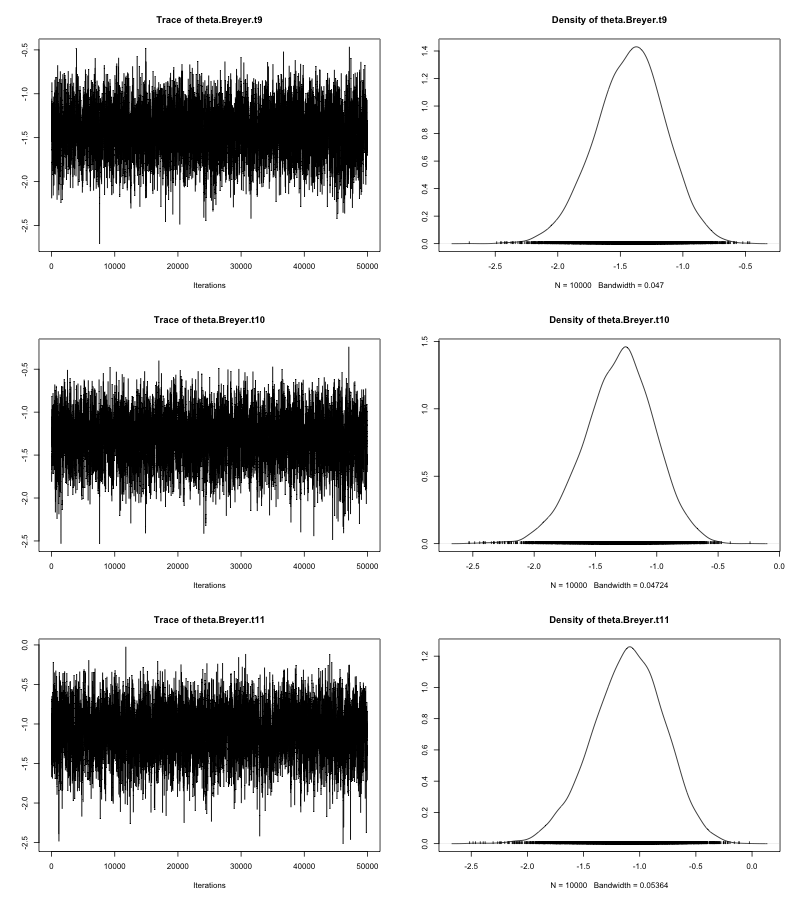 Trace of theta.Breyer.t9
-0.5
-1.0
-1.5
-2.0
-2.5
0 10000 20000 30000 40000 50000
Iterations
Density of theta.Breyer.t9
1.4
1.2
1.0
0.8
0.6
0.4
0.2
0.0
-2.5 -2.0 -1.5 -1.0 -0.5
N = 10000 Bandwidth = 0.047
Trace of theta.Breyer.t10
-0.5
-1.0
-1.5
-2.0
-2.5
0 10000 20000 30000 40000 50000
Iterations
Density of theta.Breyer.t10
1.5
1.0
0.5
0.0
-2.5 -2.0 -1.5 -1.0 -0.5 0.0
N = 10000 Bandwidth = 0.04724
Trace of theta.Breyer.t11
0.0
-0.5
-1.0
-1.5
-2.0
-2.5
0 10000 20000 30000 40000 50000
Iterations
Density of theta.Breyer.t11
1.2
1.0
0.8
0.6
0.4
0.2
0.0
-2.5 -2.0 -1.5 -1.0 -0.5 0.0
N = 10000 Bandwidth = 0.05364